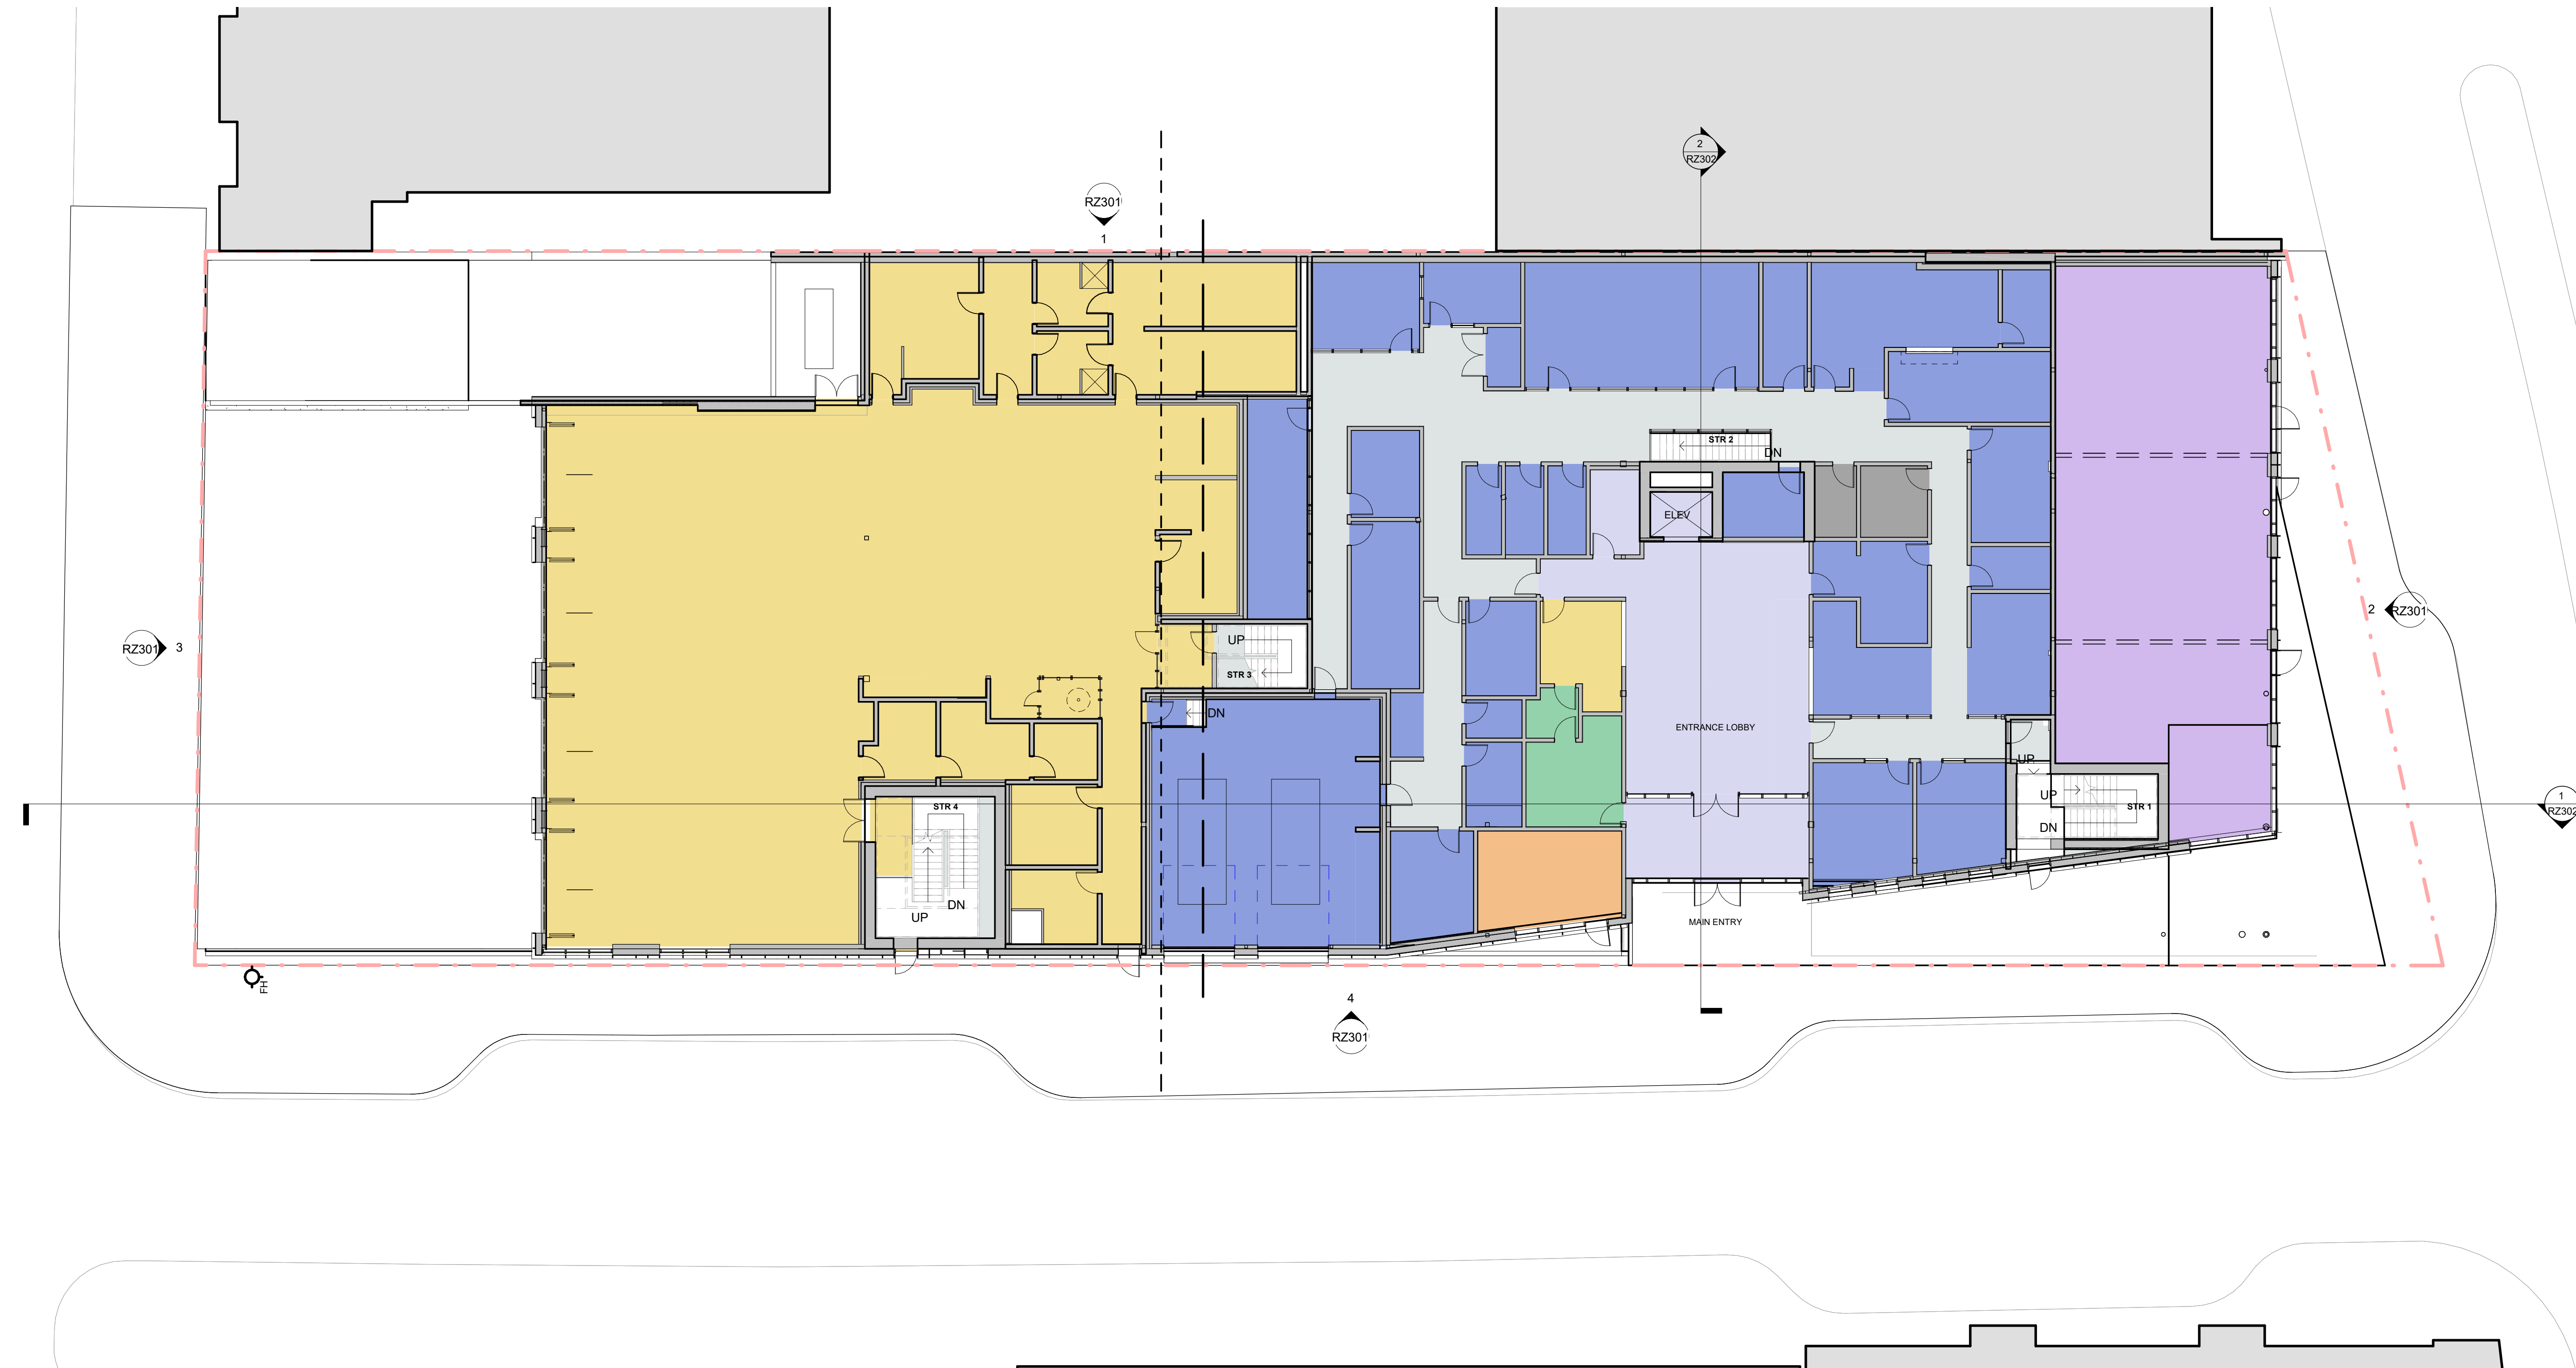 2
RZ302
RZ301
1
STR 2
DN
ELEV
2
RZ301
UP
RZ301
3
STR 3
DN
ENTRANCE LOBBY
UP
UP
1
RZ302
STR 4
STR 1
DN
DN
UP
MAIN ENTRY
FH
4
RZ301